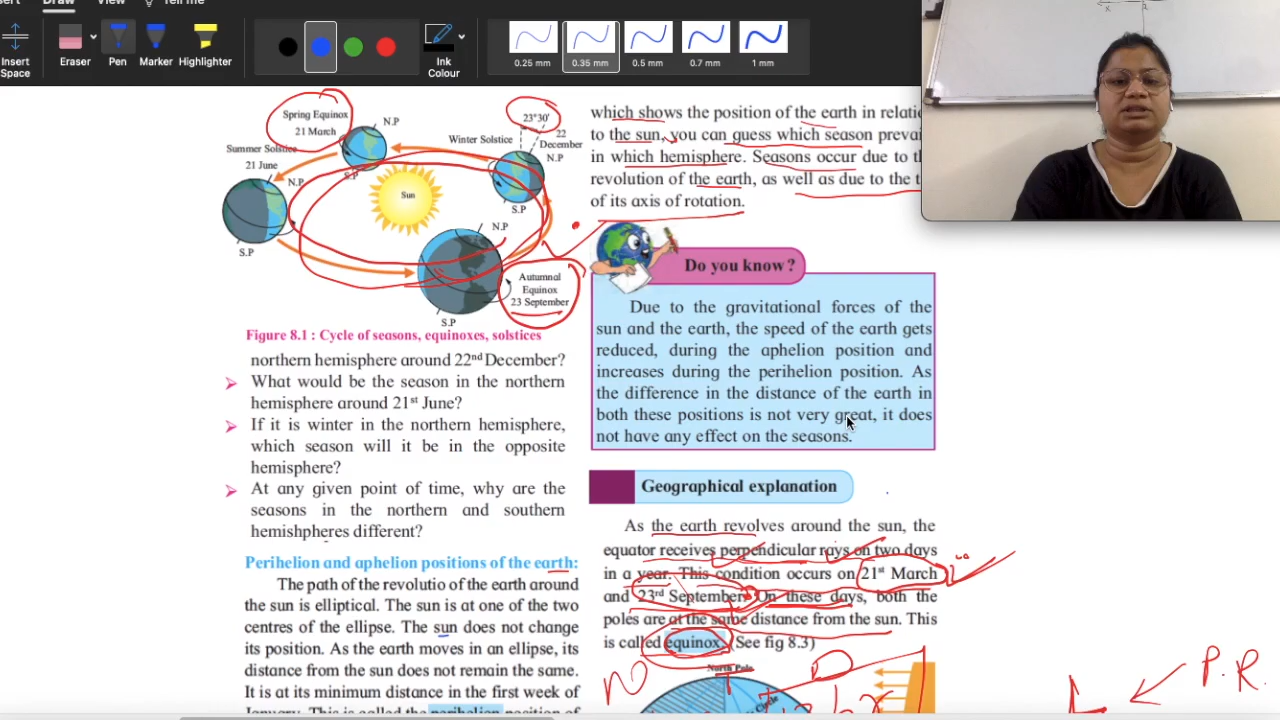 Draw
View
Tell me
Insert
Space
Eraser
Pen
Marker
Highlighter
Ink
Colour
0.25 mm
0.35 mm
0.5 mm
0.7 mm
1 mm
Spring Equinox
21 March
N.P
S.P
Summer Solstice
21 June
N.P
S.P
Sun
Winter Solstice
23°30'
22
December
N.P
S.P
N.P
S.P
Autumnal
Equinox
23 September
Figure 8.1 : Cycle of seasons, equinoxes, solstices
northern hemisphere around 22nd December?
➢ What would be the season in the northern
hemisphere around 21st June?
➢ If it is winter in the northern hemisphere,
which season will it be in the opposite
hemisphere?
➢ At any given point of time, why are the
seasons in the northern and southern
hemishpheres different?
Perihelion and aphelion positions of the earth:
The path of the revolutio of the earth around
the sun is elliptical. The sun is at one of the two
centres of the ellipse. The sun does not change
its position. As the earth moves in an ellipse, its
distance from the sun does not remain the same.
It is at its minimum distance in the first week of
January. This is called the perihelion position of
which shows the position of the earth in
to the sun, you can guess which season
in which hemisphere. Seasons occur due to
revolution of the earth, as well as due to the
of its axis of rotation.
Do you know?
Due to the gravitational forces of the
sun and the earth, the speed of the earth gets
reduced, during the aphelion position and
increases during the perihelion position. As
the difference in the distance of the earth in
both these positions is not very great, it does
not have any effect on the seasons.
Geographical explanation
As the earth revolves around the sun, the
equator receives perpendicular rays on two days
in a year. This condition occurs on 21st March
and 23rd September. On these days, both the
poles are at the same distance from the sun. This
is called equinox. (See fig 8.3)
North Pole
Circle
P.R.
x